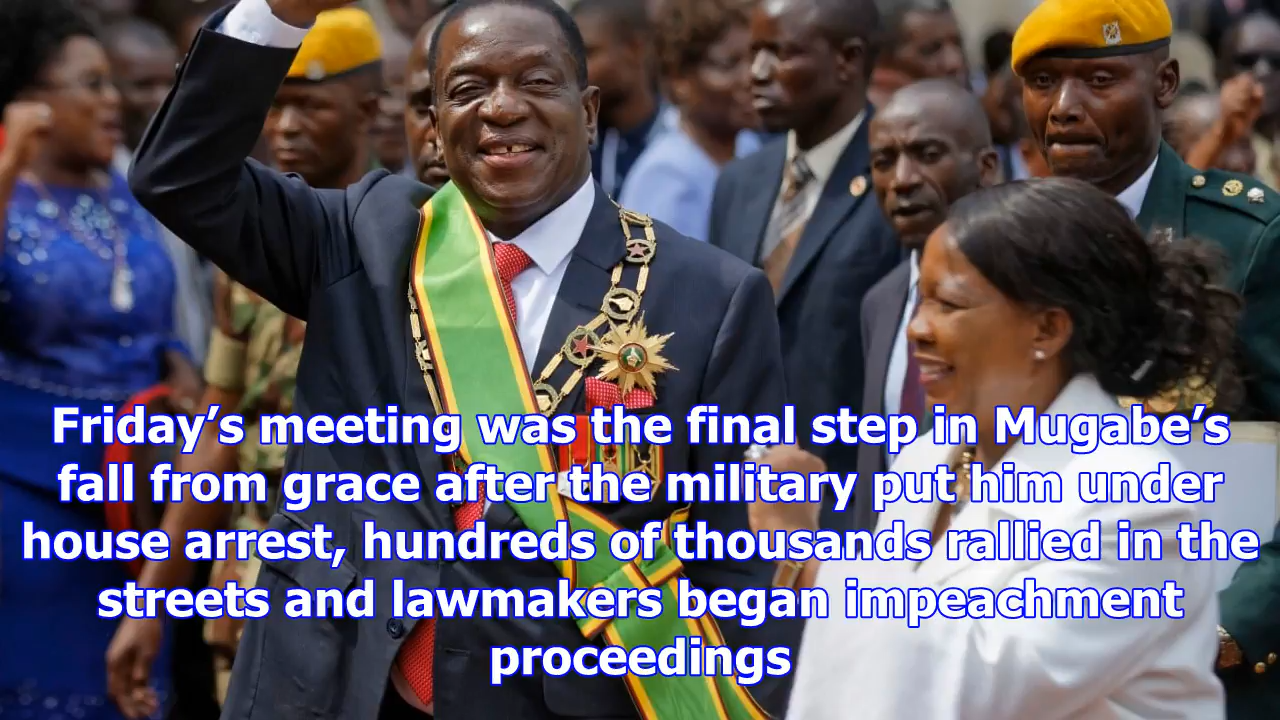 Friday’s meeting was the final step in Mugabe’s
fall from grace after the military put him under
house arrest, hundreds of thousands rallied in the
streets and lawmakers began impeachment
proceedings